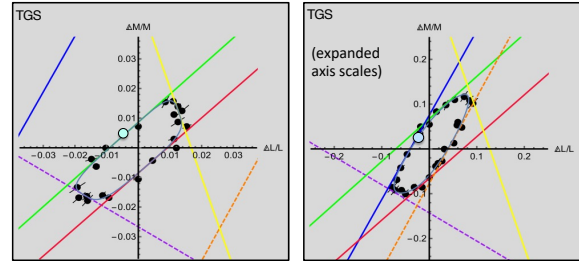 TGS
ΔM/M
0.03
0.02
0.01
−0.03 −0.02 −0.01 0.01 0.02 0.03 ΔL/L
−0.01
−0.02
−0.03
TGS
ΔM/M
0.2
(expanded
axis scales)
0.1
−0.2 −0.1 0.1 0.2 ΔL/L
−0.1
−0.2